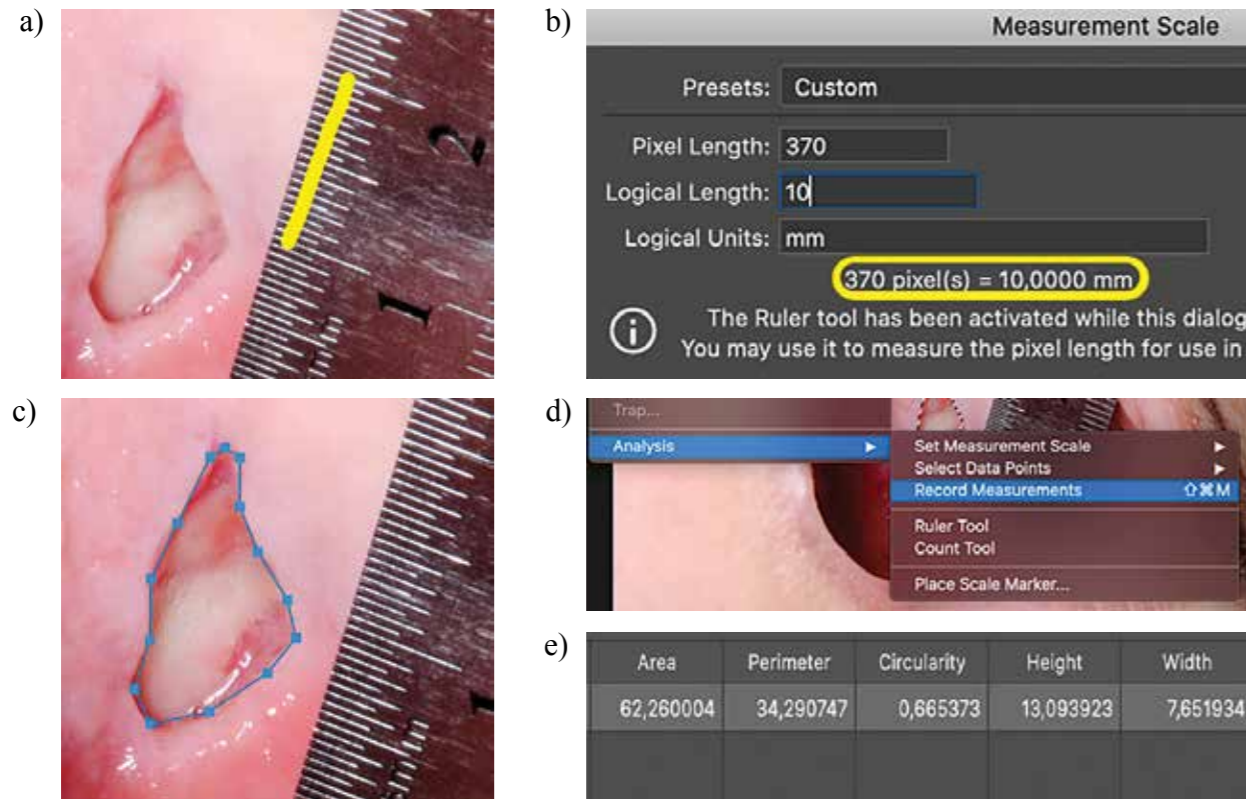 a)
2
1
b)
Measurement Scale
Presets: Custom
Pixel Length: 370
Logical Length: 10
Logical Units: mm
370 pixel(s) = 10,0000 mm
The Ruler tool has been activated while this dialog
You may use it to measure the pixel length for use in
c)
1
d)
Trap...
Analysis
Set Measurement Scale
Select Data Points
Record Measurements ⇧⌘M
Ruler Tool
Count Tool
Place Scale Marker...
e)
Area Perimeter Circularity Height Width
62,260004 34,290747 0,665373 13,093923 7,651934